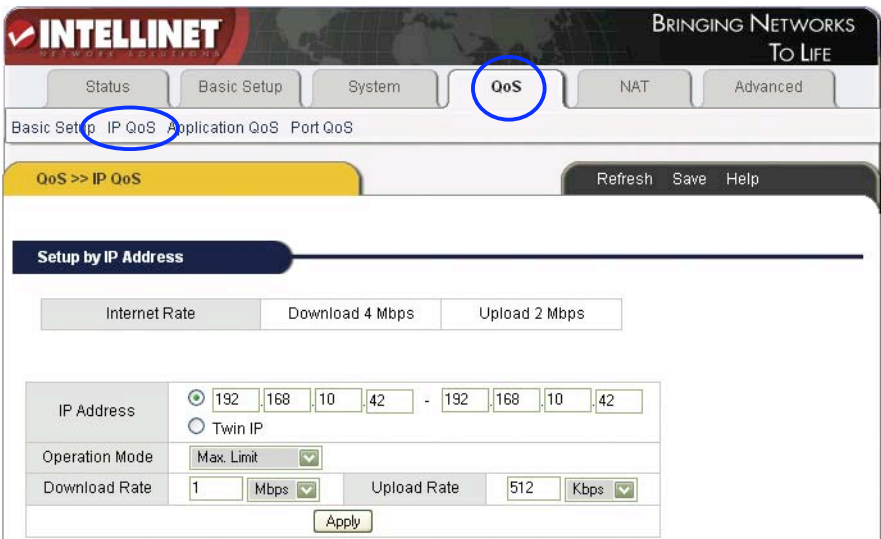 INTELLINET
NETWORK SOLUTIONS
BRINGING NETWORKS
TO LIFE
Status Basic Setup System QoS NAT Advanced
Basic Setup IP QoS Application QoS Port QoS
QoS >> IP QoS Refresh Save Help
Setup by IP Address
Internet Rate Download 4 Mbps Upload 2 Mbps
IP Address 192 .168 .10 .42 - 192 .168 .10 .42
Twin IP
Operation Mode Max. Limit
Download Rate 1 Mbps Upload Rate 512 Kbps
Apply